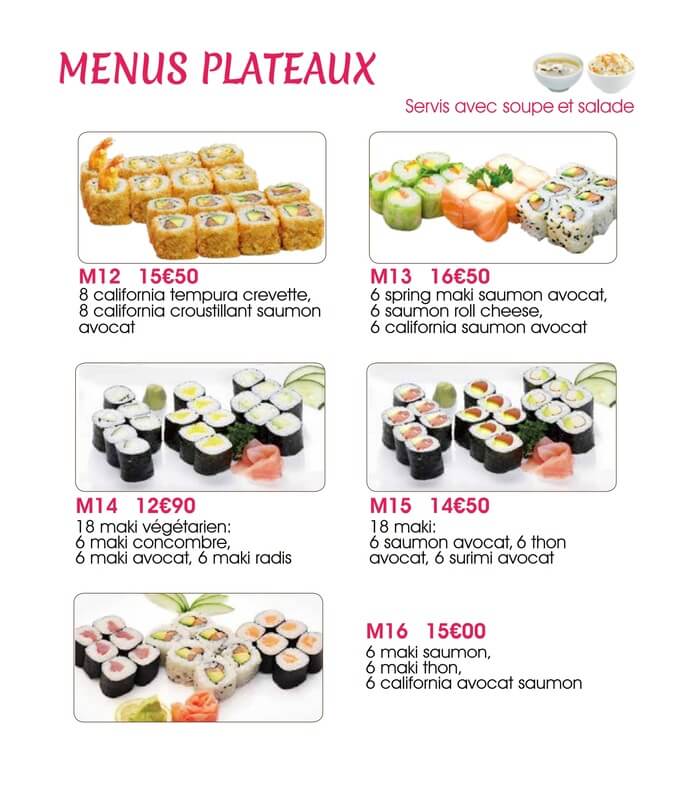 MENUS PLATEAUX
Servis avec soupe et salade
M12 15€50
8 california tempura crevette,
8 california croustillant saumon
avocat
M13 16€50
6 spring maki saumon avocat,
6 saumon roll cheese,
6 california saumon avocat
M14 12€90
18 maki végétarien:
6 maki concombre,
6 maki avocat, 6 maki radis
M15 14€50
18 maki:
6 saumon avocat, 6 thon
avocat, 6 surimi avocat
M16 15€00
6 maki saumon,
6 maki thon,
6 california avocat saumon